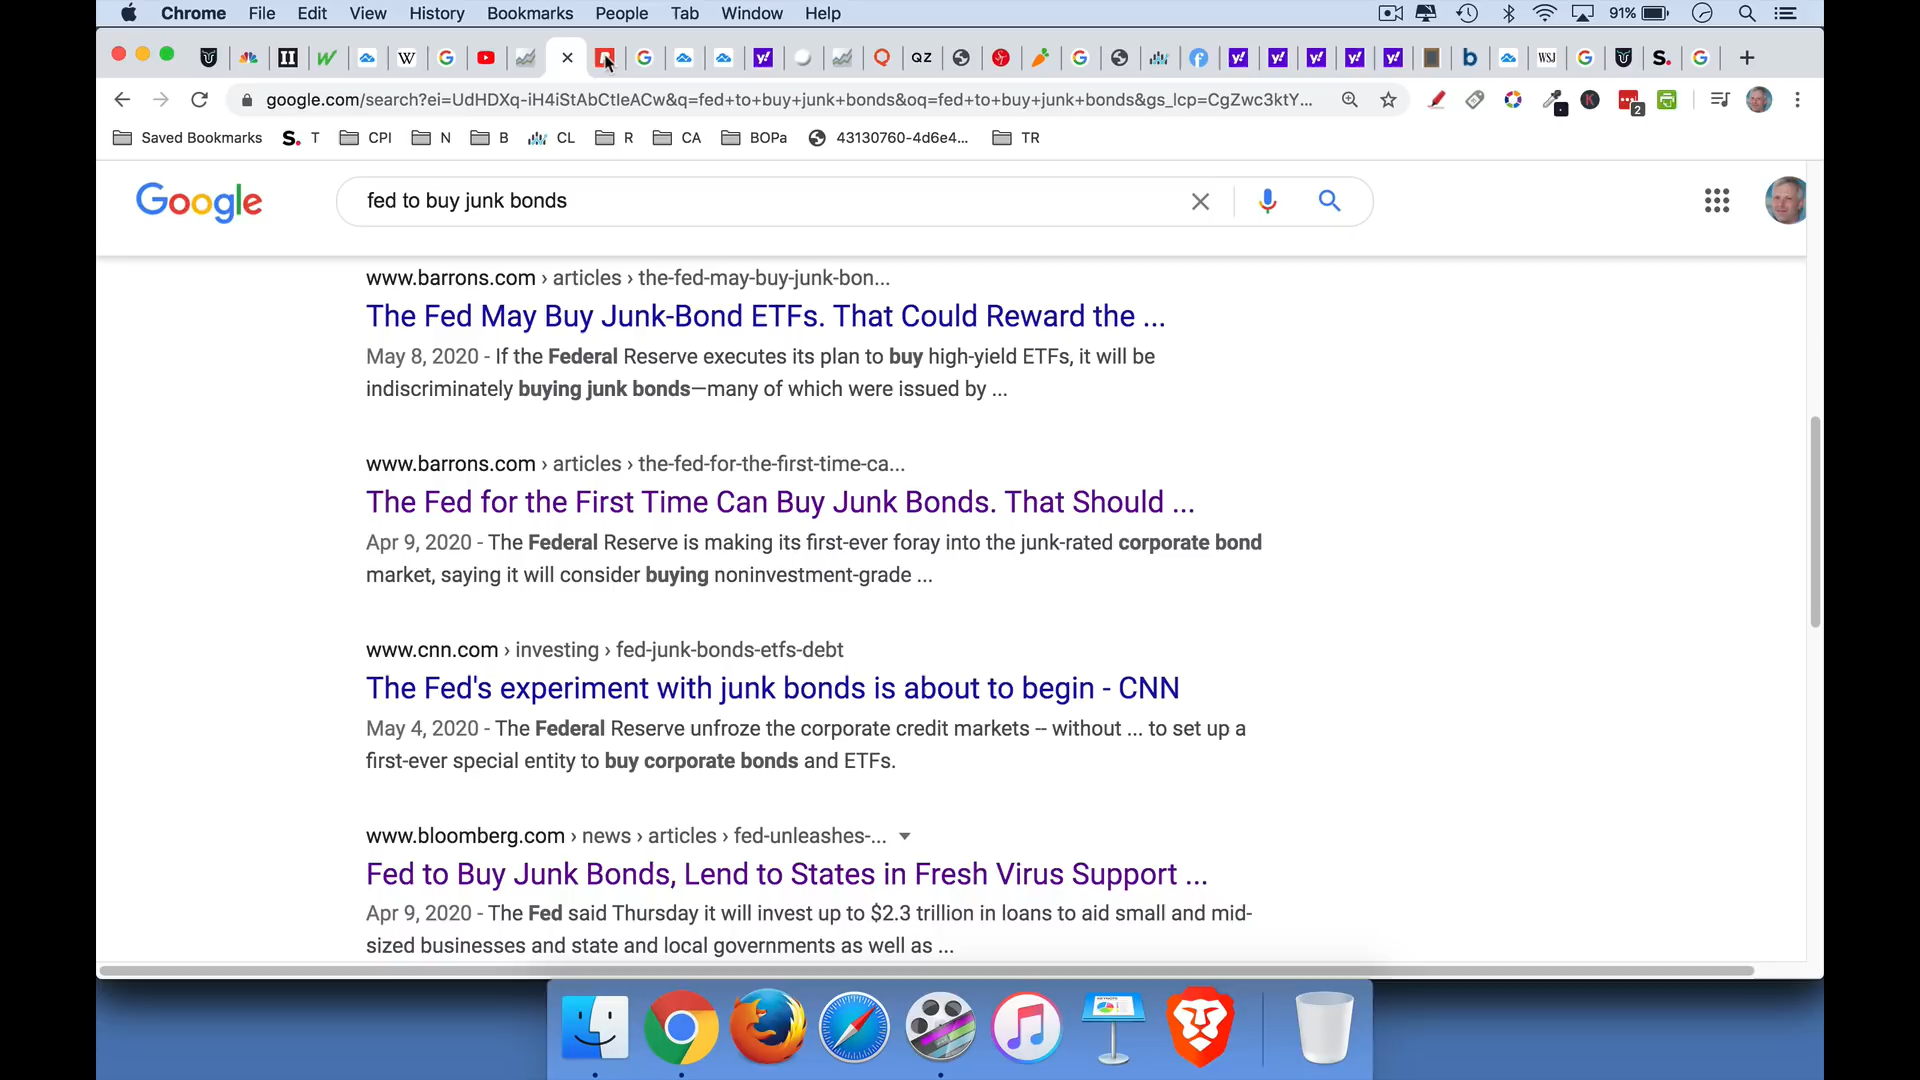 Chrome File Edit View History Bookmarks People Tab Window Help 91%
QZ WSJ S.
google.com/search?ei=UdHDXq-iH4iStAbCtIeACw&q=fed+to+buy+junk+bonds&oq=fed+to+buy+junk+bonds&gs_lcp=CgZwc3ktY...
Saved Bookmarks S. T CPI N B CL R CA BOPa 43130760-4d6e4... TR
Google fed to buy junk bonds
www.barrons.com › articles › the-fed-may-buy-junk-bon...
The Fed May Buy Junk-Bond ETFs. That Could Reward the ...
May 8, 2020 - If the Federal Reserve executes its plan to buy high-yield ETFs, it will be
indiscriminately buying junk bonds—many of which were issued by ...
www.barrons.com › articles › the-fed-for-the-first-time-ca...
The Fed for the First Time Can Buy Junk Bonds. That Should ...
Apr 9, 2020 - The Federal Reserve is making its first-ever foray into the junk-rated corporate bond
market, saying it will consider buying noninvestment-grade ...
www.cnn.com › investing › fed-junk-bonds-etfs-debt
The Fed's experiment with junk bonds is about to begin - CNN
May 4, 2020 - The Federal Reserve unfroze the corporate credit markets -- without ... to set up a
first-ever special entity to buy corporate bonds and ETFs.
www.bloomberg.com › news › articles › fed-unleashes-...
Fed to Buy Junk Bonds, Lend to States in Fresh Virus Support ...
Apr 9, 2020 - The Fed said Thursday it will invest up to $2.3 trillion in loans to aid small and mid-
sized businesses and state and local governments as well as ...